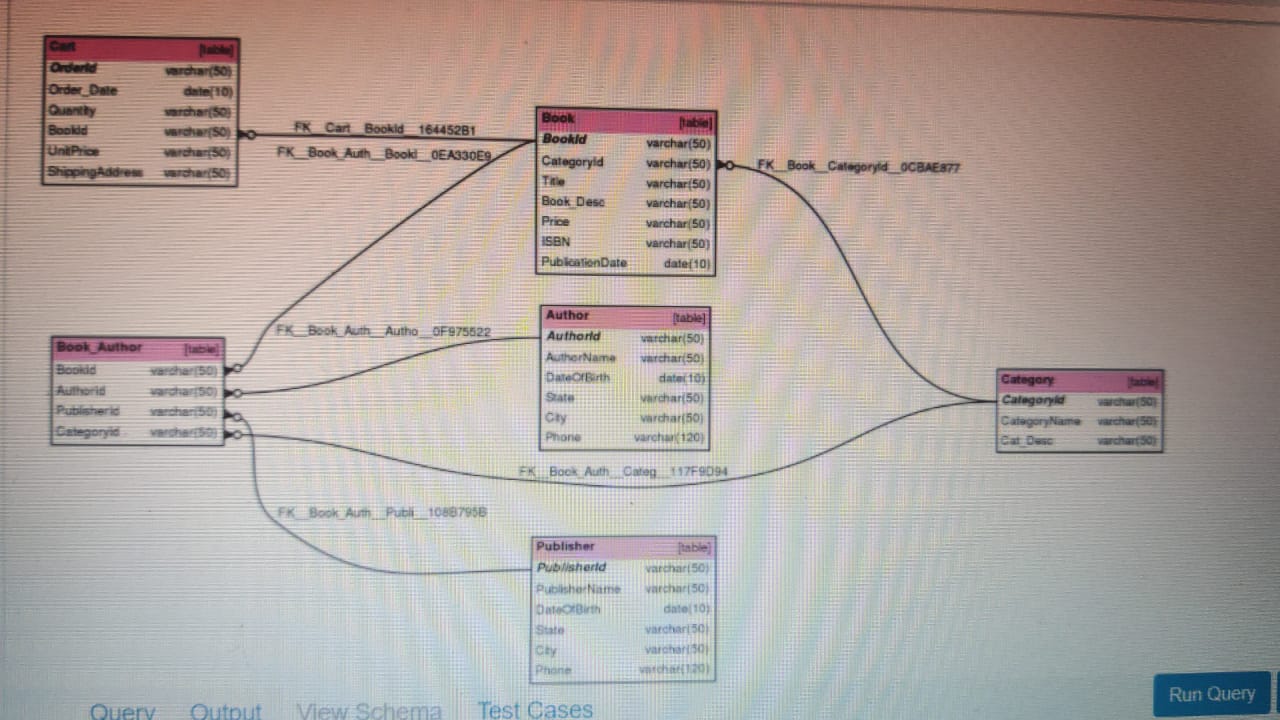 Cart [table]
OrderId varchar(50)
Order_Date date(10)
Quantity varchar(50)
BookId varchar(50)
UnitPrice varchar(50)
ShippingAddress varchar(50)
FK__Cart__BookId__164452B1
FK__Book_Auth__BookI__0EA330E9
Book [table]
BookId varchar(50)
CategoryId varchar(50)
Title varchar(50)
Book_Desc varchar(50)
Price varchar(50)
ISBN varchar(50)
PublicationDate date(10)
FK__Book__CategoryId__0CBAE877
Book_Author [table]
BookId varchar(50)
AuthorId varchar(50)
PublisherId varchar(50)
CategoryId varchar(50)
FK__Book_Auth__Autho__0F975522
Author [table]
AuthorId varchar(50)
AuthorName varchar(50)
DateOfBirth date(10)
State varchar(50)
City varchar(50)
Phone varchar(120)
Category [table]
CategoryId varchar(50)
CategoryName varchar(50)
Cat_Desc varchar(50)
FK__Book_Auth__Categ__117F9D94
FK__Book_Auth__Publi__108B795B
Publisher [table]
PublisherId varchar(50)
PublisherName varchar(50)
DateOfBirth date(10)
State varchar(50)
City varchar(50)
Phone varchar(120)
Query Output View Schema Test Cases
Run Query